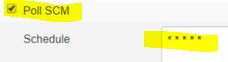 Poll SCM
Schedule * * * * *